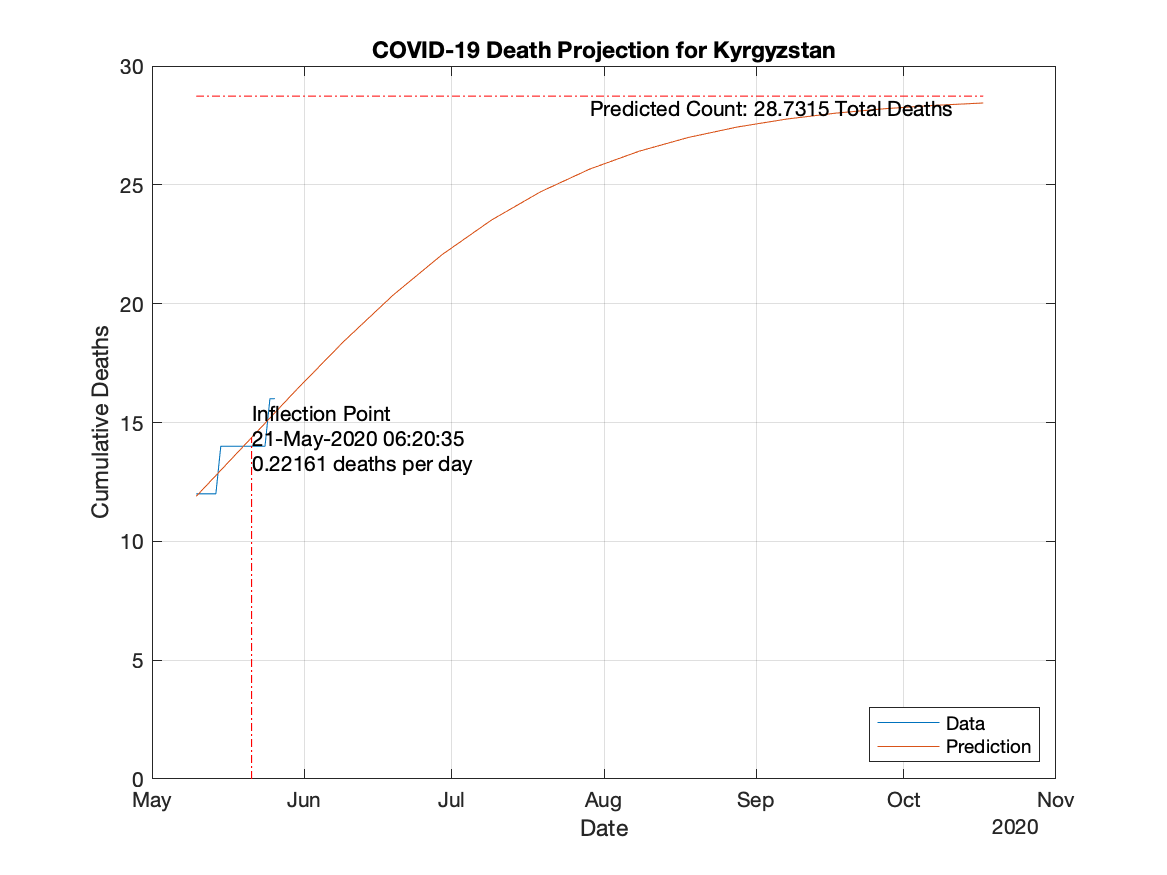 COVID-19 Death Projection for Kyrgyzstan
30
Predicted Count: 28.7315 Total Deaths
25
20
15
Inflection Point
21-May-2020 06:20:35
0.22161 deaths per day
10
5
0
Cumulative Deaths
Data
Prediction
May Jun Jul Aug Sep Oct Nov
Date
2020